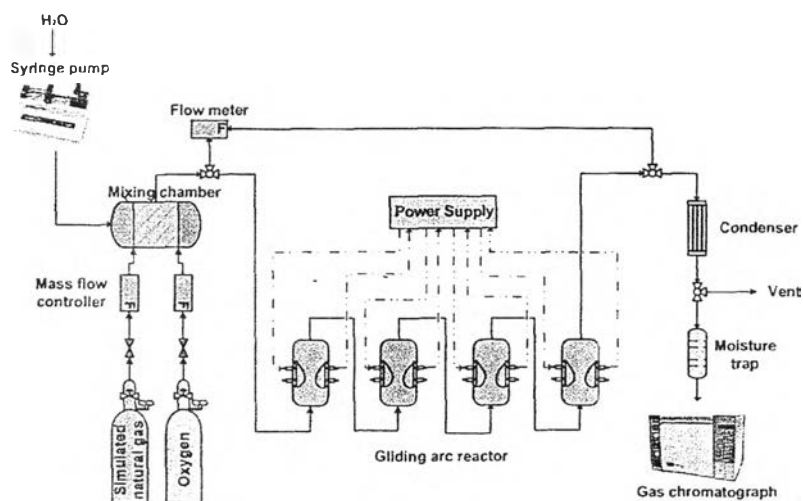 H₂O
Syringe pump
Flow meter
F
Mixing chamber
Power Supply
Condenser
Mass flow
controller
F
F
Vent
Moisture
trap
Simulated
natural gas
Oxygen
Gliding arc reactor
Gas chromatograph